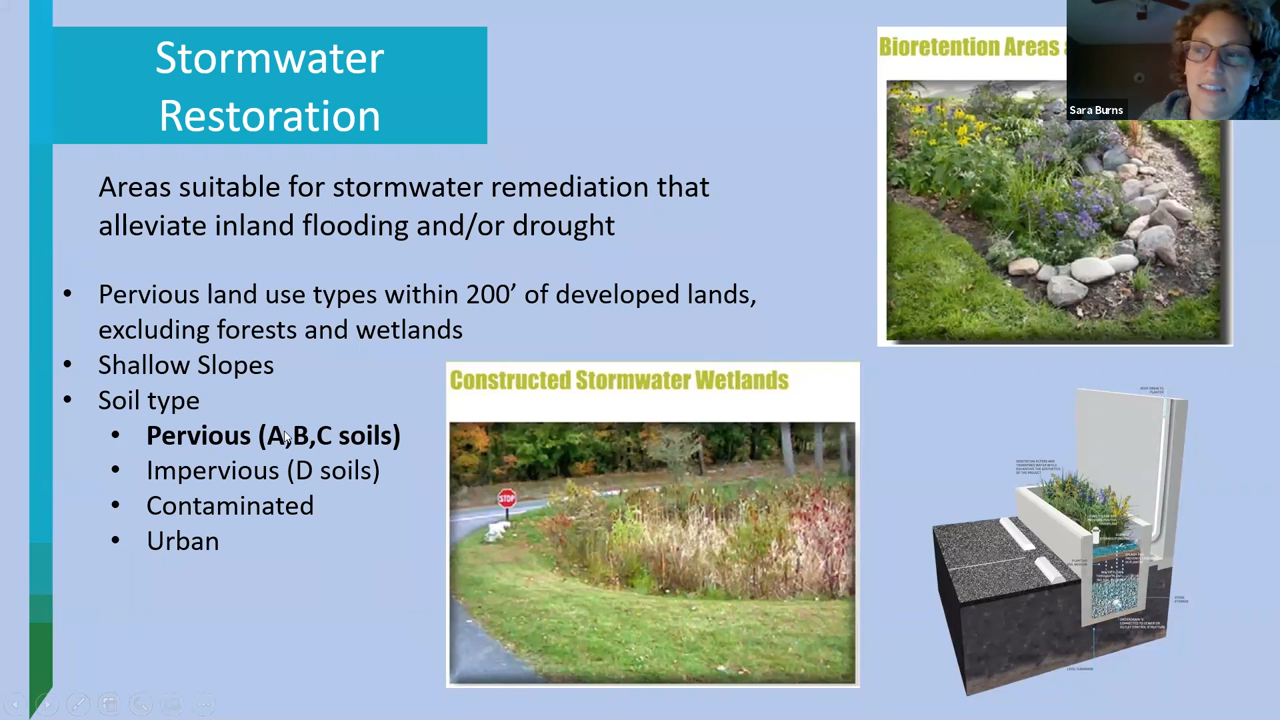 Stormwater
Restoration
Areas suitable for stormwater remediation that
alleviate inland flooding and/or drought
• Pervious land use types within 200’ of developed lands,
excluding forests and wetlands
• Shallow Slopes
• Soil type
• Pervious (A,B,C soils)
• Impervious (D soils)
• Contaminated
• Urban
Constructed Stormwater Wetlands
STOP
Bioretention Areas
Sara Burns